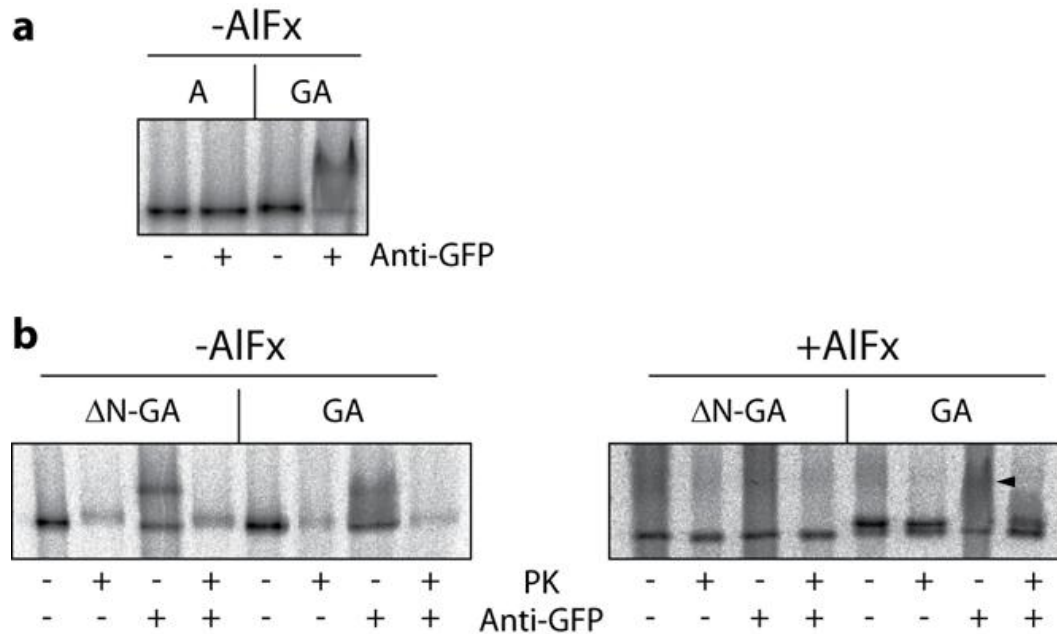 a
-AlFx
A GA
- + - + Anti-GFP
b
-AlFx +AlFx
ΔN-GA GA ΔN-GA GA
- + - + - + - + PK - + - + - + - +
- - + + - - + + Anti-GFP - - + + - - + +